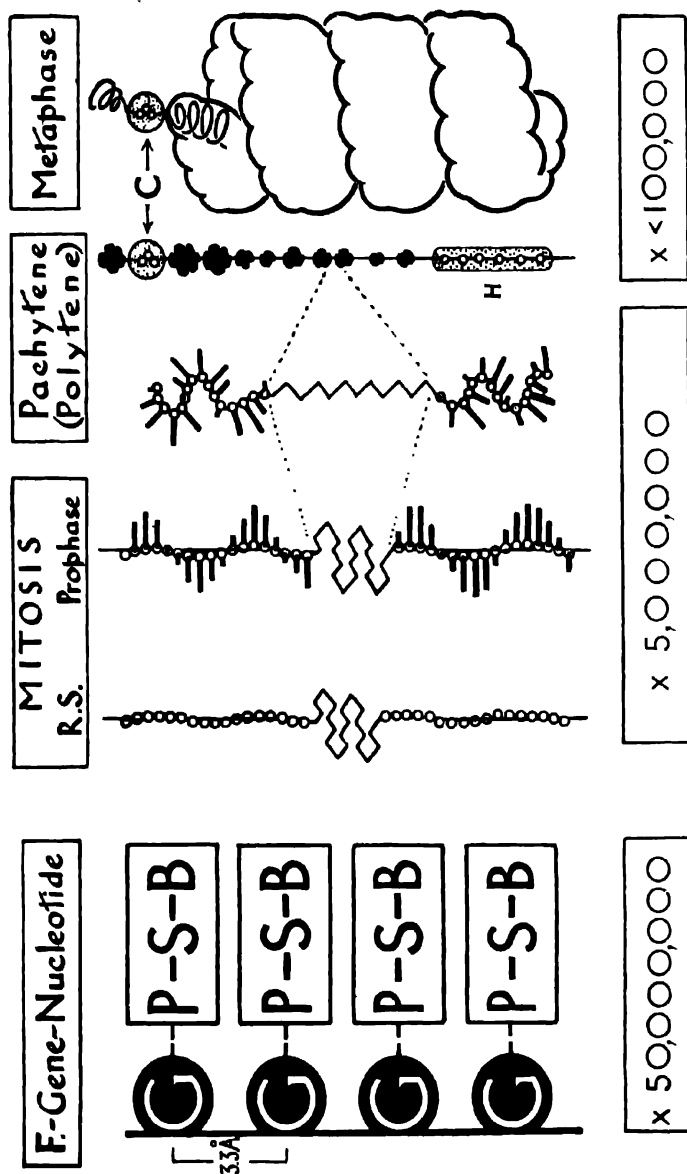 F.-Gene-Nucleotide
MITOSIS
R.S. Prophase
Pachytene
(Polytene)
Metaphase
3.3Å
G P-S-B
G P-S-B
G P-S-B
G P-S-B
C
H
x 50,000,000
x 5,000,000
x <100,000